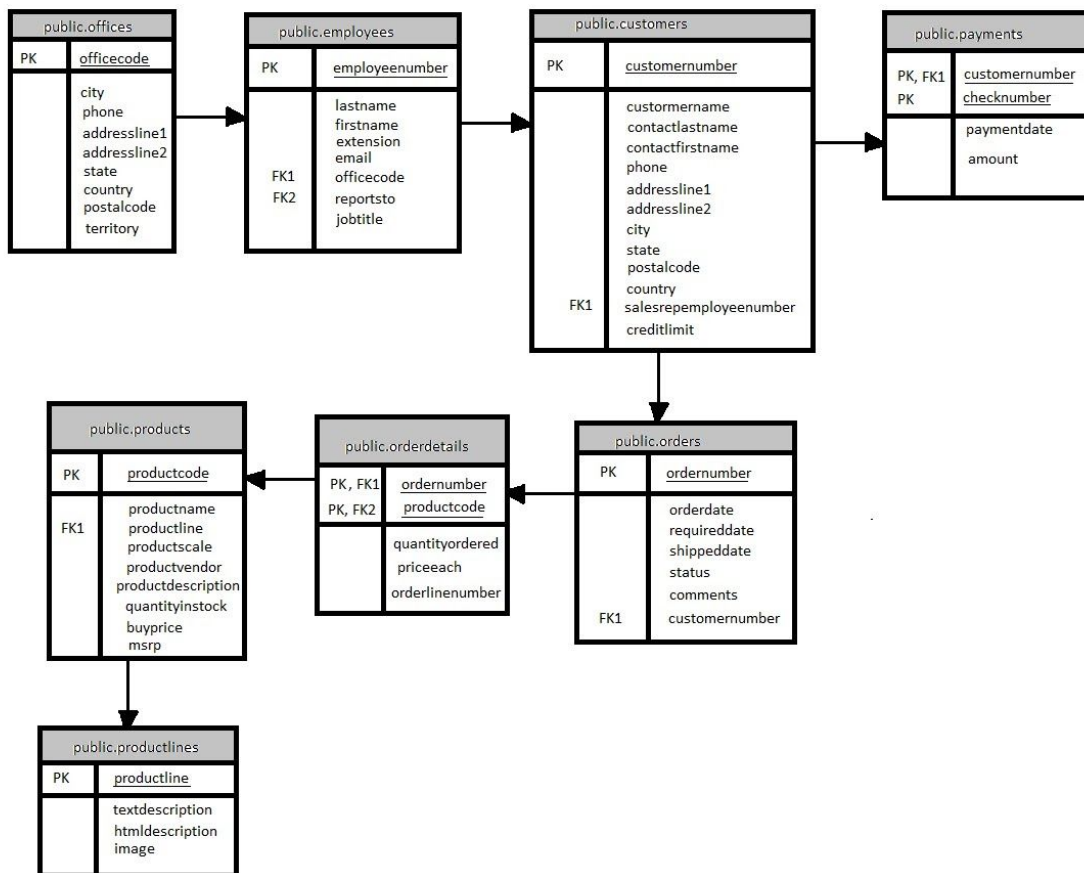 public.offices
PK officecode
city
phone
addressline1
addressline2
state
country
postalcode
territory
public.employees
PK employeenumber
lastname
firstname
extension
email
FK1 officecode
FK2 reportsto
jobtitle
public.customers
PK customernumber
custormername
contactlastname
contactfirstname
phone
addressline1
addressline2
city
state
postalcode
country
FK1 salesrepemployeenumber
creditlimit
public.payments
PK, FK1 customernumber
PK checknumber
paymentdate
amount
public.products
PK productcode
productname
FK1 productline
productscale
productvendor
productdescription
quantityinstock
buyprice
msrp
public.orderdetails
PK , FK1 ordernumber
PK, FK2 productcode
quantityordered
priceeach
orderlinenumber
public.orders
PK ordernumber
orderdate
requireddate
shippeddate
status
comments
FK1 customernumber
public.productlines
PK productline
textdescription
htmldescription
image